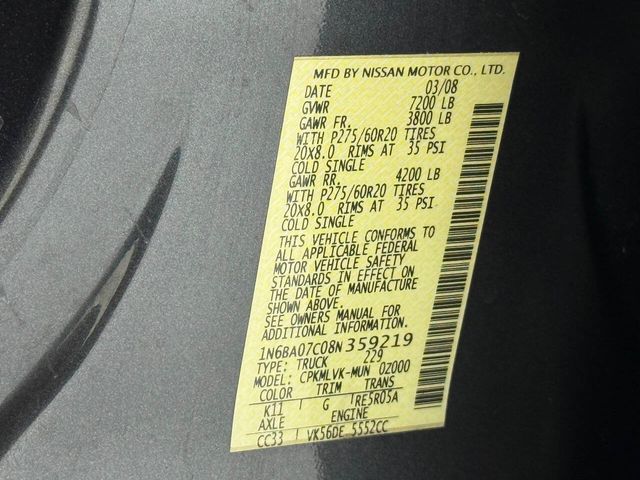 MFD BY NISSAN MOTOR CO., LTD.
DATE 03/08
GVWR 7200 LB
GAWR FR. 3800 LB
WITH P275/60R20 TIRES
20X8.0 RIMS AT 35 PSI
COLD SINGLE
GAWR RR. 4200 LB
WITH P275/60R20 TIRES
20X8.0 RIMS AT 35 PSI
COLD SINGLE
THIS VEHICLE CONFORMS TO
ALL APPLICABLE FEDERAL
MOTOR VEHICLE SAFETY
STANDARDS IN EFFECT ON
THE DATE OF MANUFACTURE
SHOWN ABOVE.
SEE OWNERS MANUAL FOR
ADDITIONAL INFORMATION.
1N6BA07C08N359219
TYPE: TRUCK 229
MODEL: CPKMLVK-MUN 0Z000
COLOR TRIM TRANS
K11 G RE5R05A
AXLE ENGINE
CC33 VK56DE 5552CC